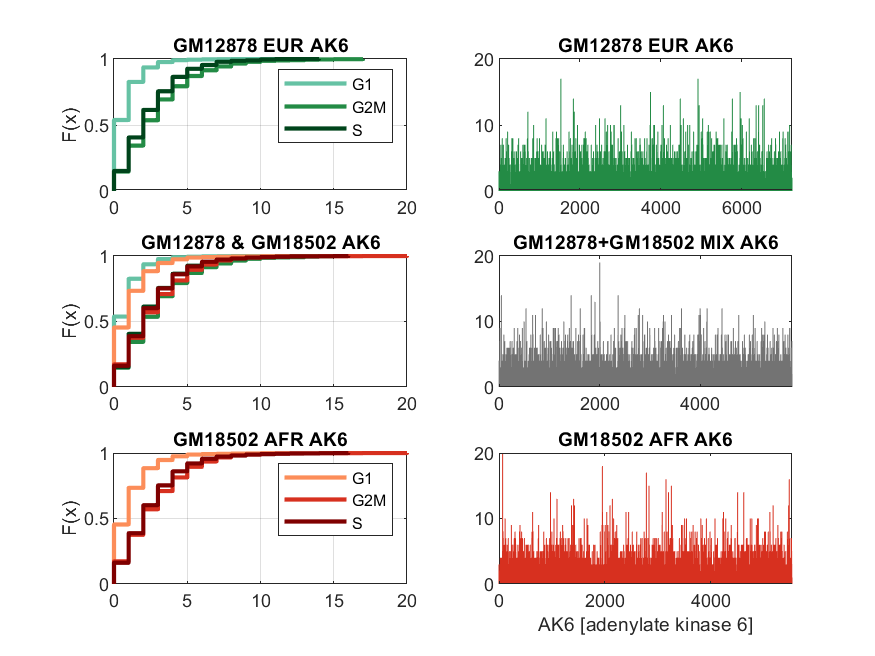 GM12878 EUR AK6
F(x)
1
0.5
0
0 5 10 15 20
G1
G2M
S
GM12878 EUR AK6
20
10
0
0 2000 4000 6000
GM12878 & GM18502 AK6
F(x)
1
0.5
0
0 5 10 15 20
GM12878+GM18502 MIX AK6
20
10
0
0 2000 4000
GM18502 AFR AK6
F(x)
1
0.5
0
0 5 10 15 20
G1
G2M
S
GM18502 AFR AK6
20
10
0
0 2000 4000
AK6 [adenylate kinase 6]